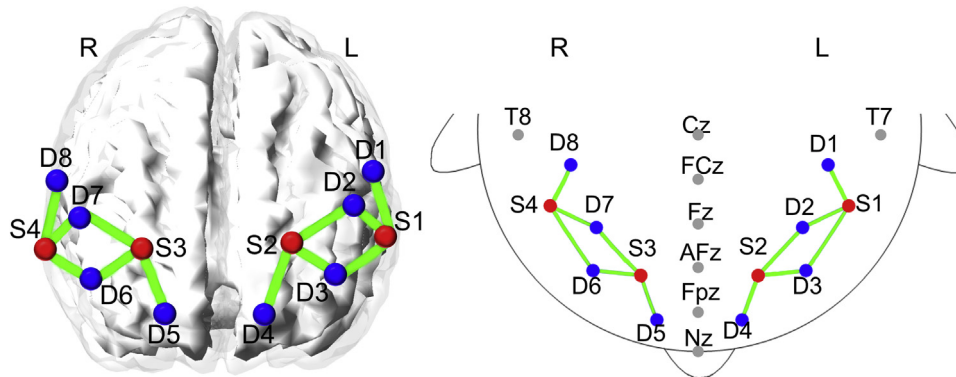 R
L
D8
D7
S4
S3
D6
D5
D1
D2
S1
S2
D3
D4
R
L
T8
T7
Cz
D8
D1
FCz
S4
S1
D7
D2
Fz
S3
S2
AFz
D6
D3
Fpz
D5
D4
Nz